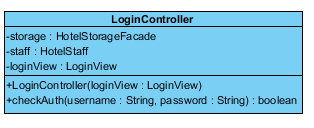 LoginController
-storage : HotelStorageFacade
-staff : HotelStaff
-loginView : LoginView
+LoginController(loginView : LoginView)
+checkAuth(username : String, password : String) : boolean